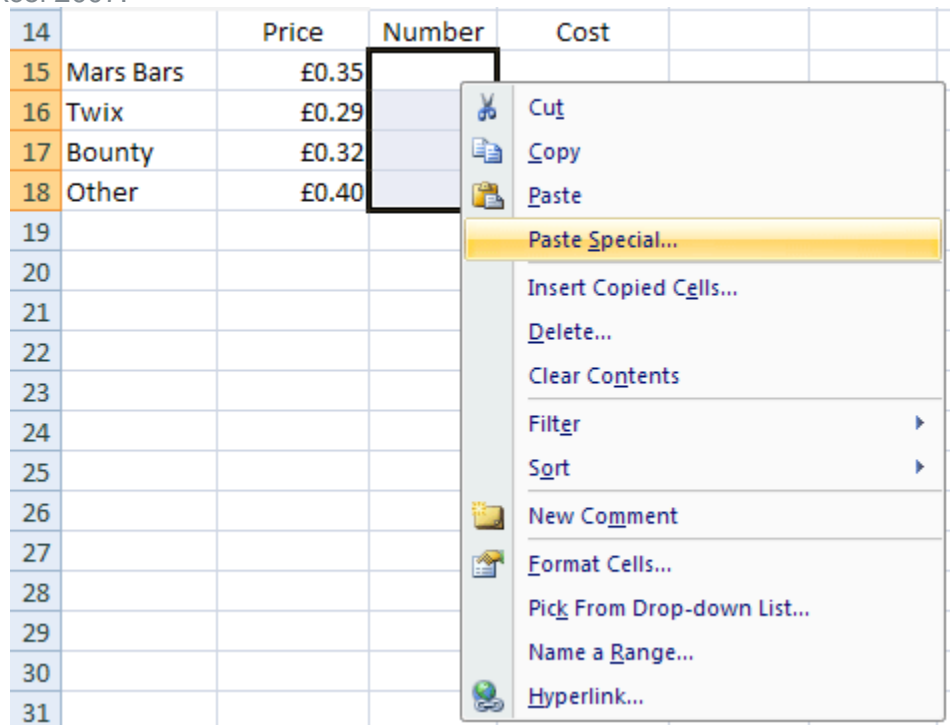 14 Price Number Cost
15 Mars Bars £0.35
16 Twix £0.29 Cut
17 Bounty £0.32 Copy
18 Other £0.40 Paste
19 Paste Special...
20 Insert Copied Cells...
21 Delete...
22 Clear Contents
23
24 Filter
25 Sort
26 New Comment
27 Format Cells...
28 Pick From Drop-down List...
29 Name a Range...
30 Hyperlink...
31